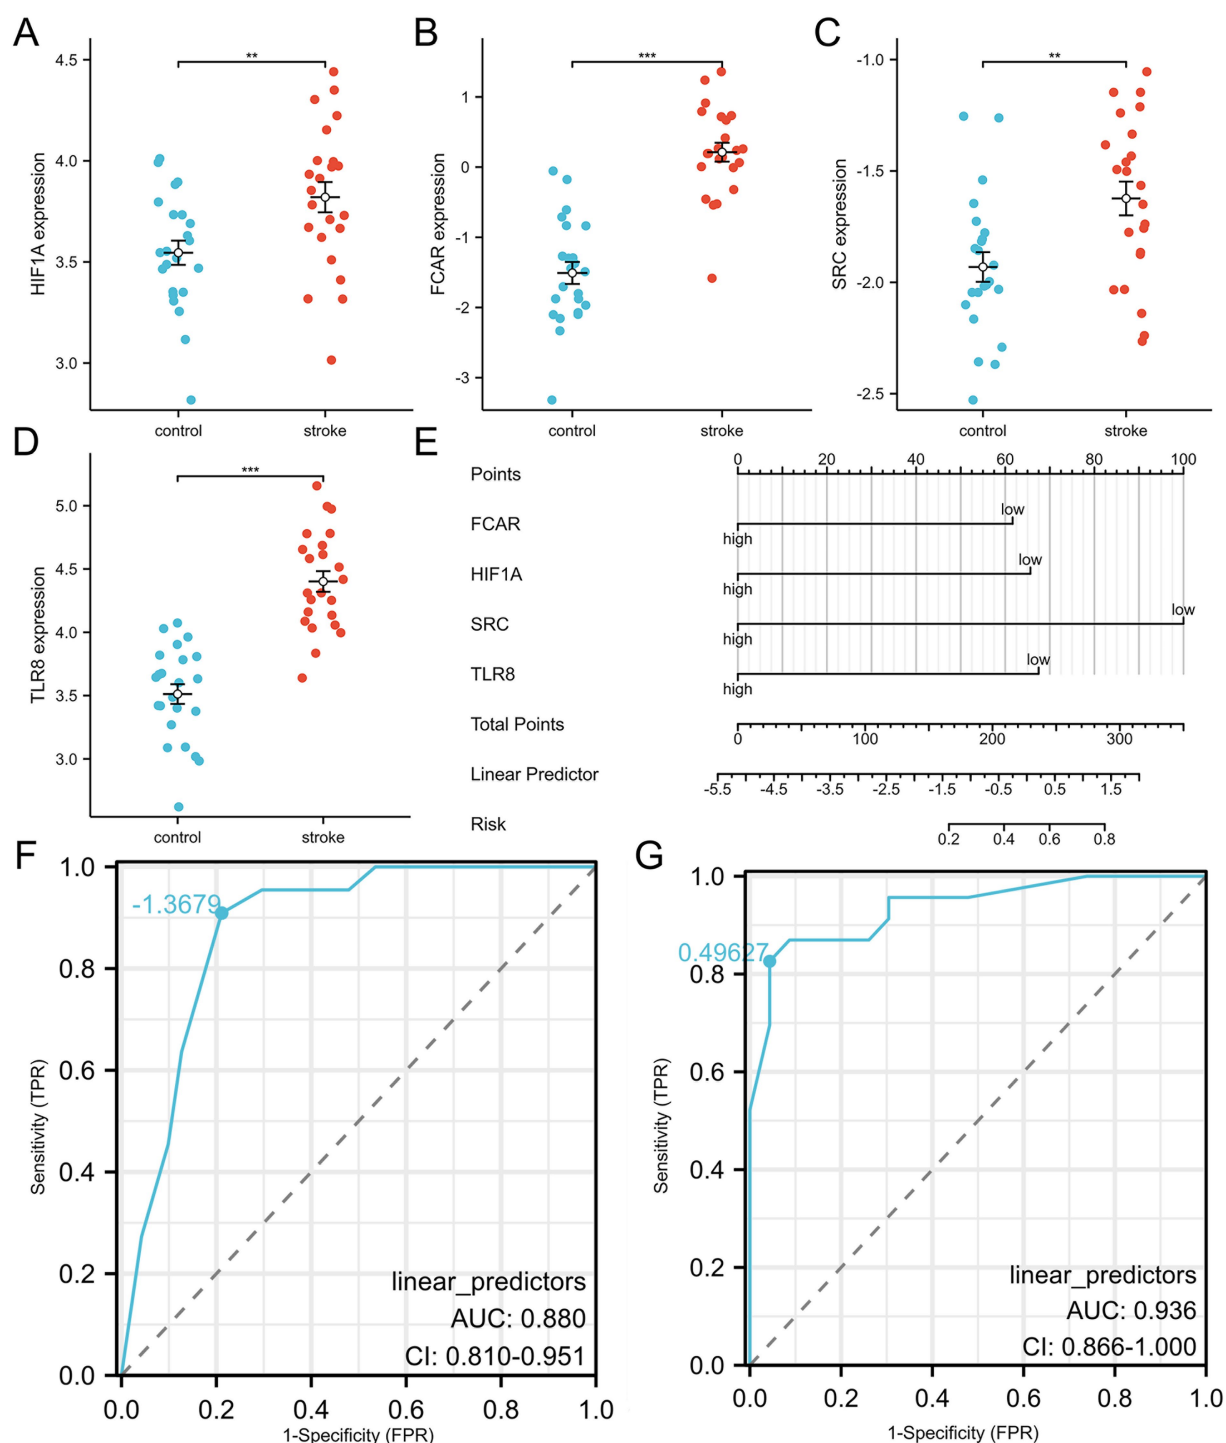 A
HIF1A expression
4.5
4.0
3.5
3.0
**
control
stroke
B
FCAR expression
1
0
-1
-2
-3
***
control
stroke
C
SRC expression
-1.0
-1.5
-2.0
-2.5
**
control
stroke
D
TLR8 expression
5.0
4.5
4.0
3.5
3.0
***
control
stroke
E
Points
0 20 40 60 80 100
FCAR
low
high
HIF1A
low
high
SRC
low
high
TLR8
low
high
Total Points
0 100 200 300
Linear Predictor
-5.5 -4.5 -3.5 -2.5 -1.5 -0.5 0.5 1.5
Risk
0.2 0.4 0.6 0.8
F
Sensitivity (TPR)
1.0
0.8
0.6
0.4
0.2
0.0
-1.3679
linear_predictors
AUC: 0.880
CI: 0.810-0.951
0.0 0.2 0.4 0.6 0.8 1.0
1-Specificity (FPR)
G
Sensitivity (TPR)
1.0
0.8
0.6
0.4
0.2
0.0
0.49627
linear_predictors
AUC: 0.936
CI: 0.866-1.000
0.0 0.2 0.4 0.6 0.8 1.0
1-Specificity (FPR)